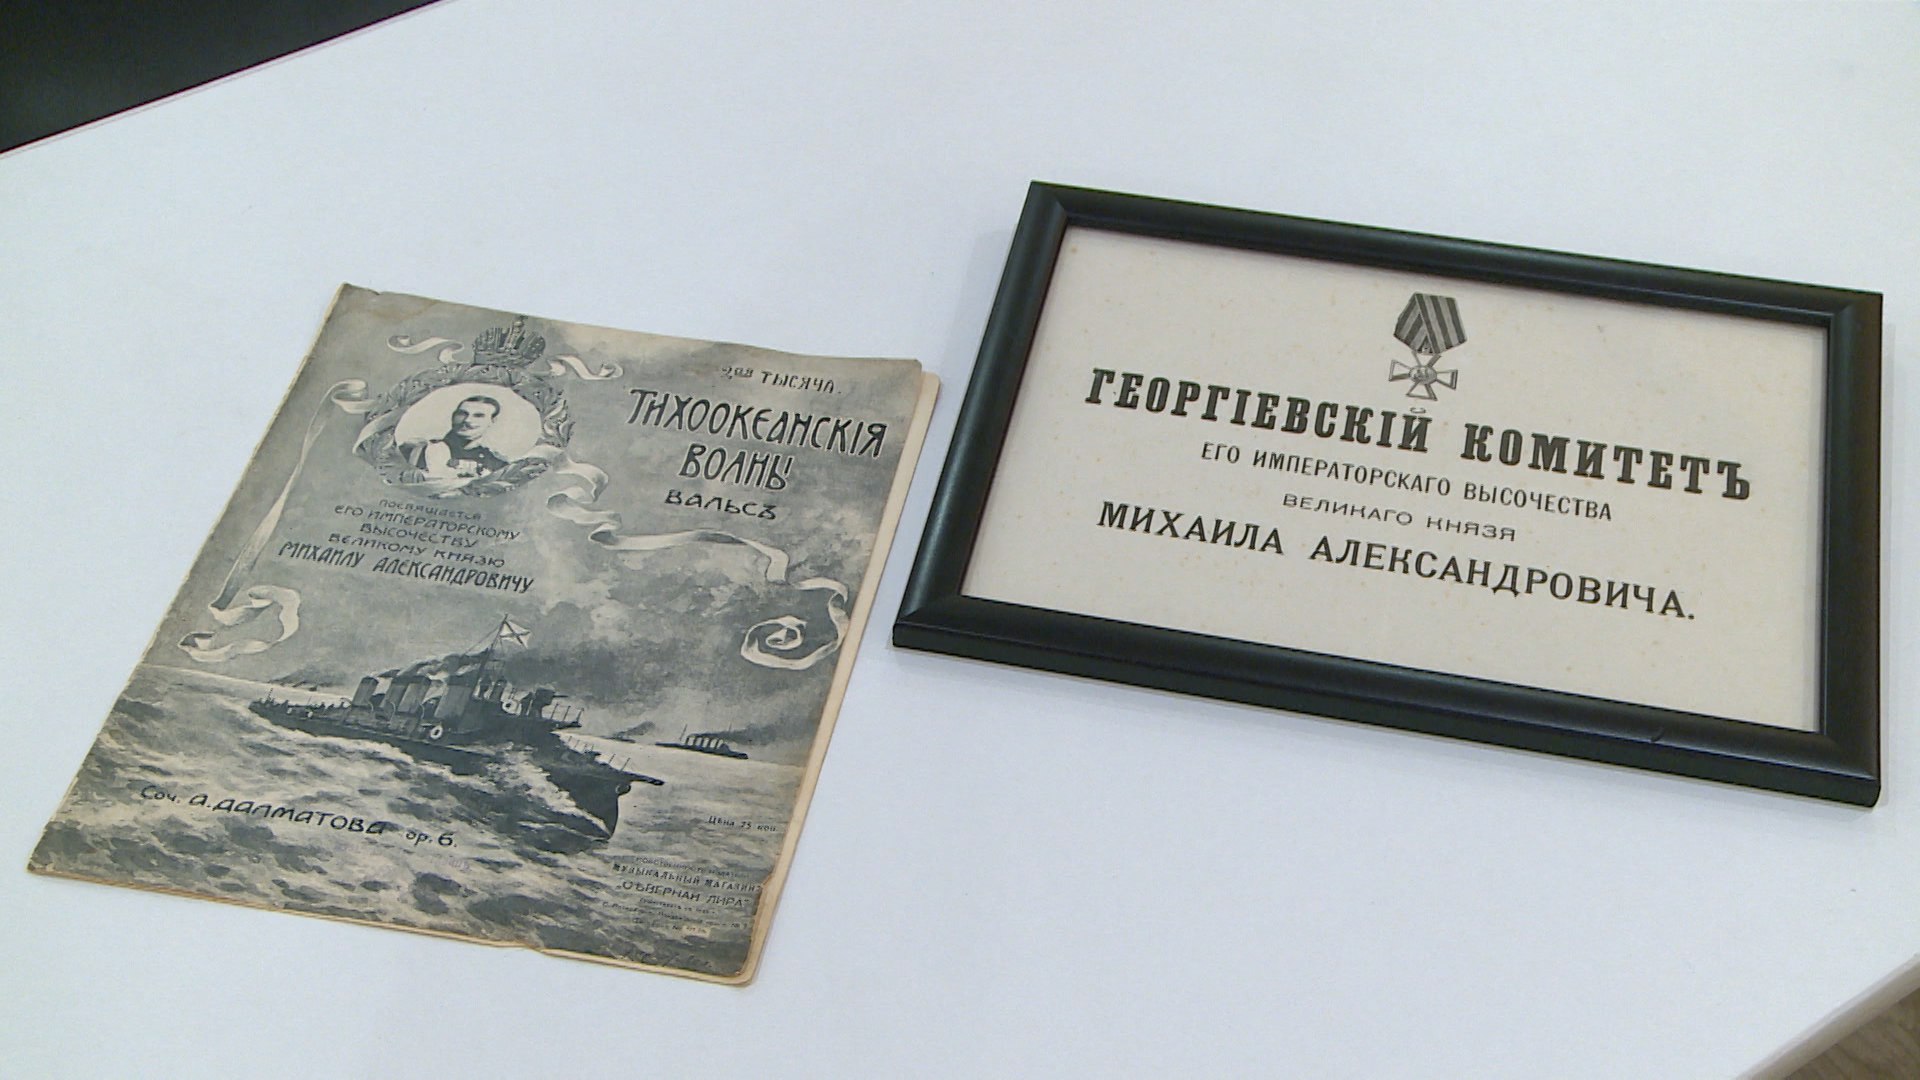 2ая ТЫСЯЧА.
ТИХООКЕАНСКІЯ
ВОЛНЫ
ВАЛЬСЪ
ПОСВЯЩАЕТСЯ
ЕГО ИМПЕРАТОРСКОМУ
ВЫСОЧЕСТВУ
ВЕЛИКОМУ КНЯЗЮ
МИХАИЛУ АЛЕКСАНДРОВИЧУ
Соч. А. ДАЛМАТОВА ор. 6.
Цѣна 75 коп.
МУЗЫКАЛЬНЫЙ МАГАЗИНЪ
„СѢВЕРНАЯ ЛИРА"
ГЕОРГІЕВСКІЙ КОМИТЕТЪ
ЕГО ИМПЕРАТОРСКАГО ВЫСОЧЕСТВА
ВЕЛИКАГО КНЯЗЯ
МИХАИЛА АЛЕКСАНДРОВИЧА.